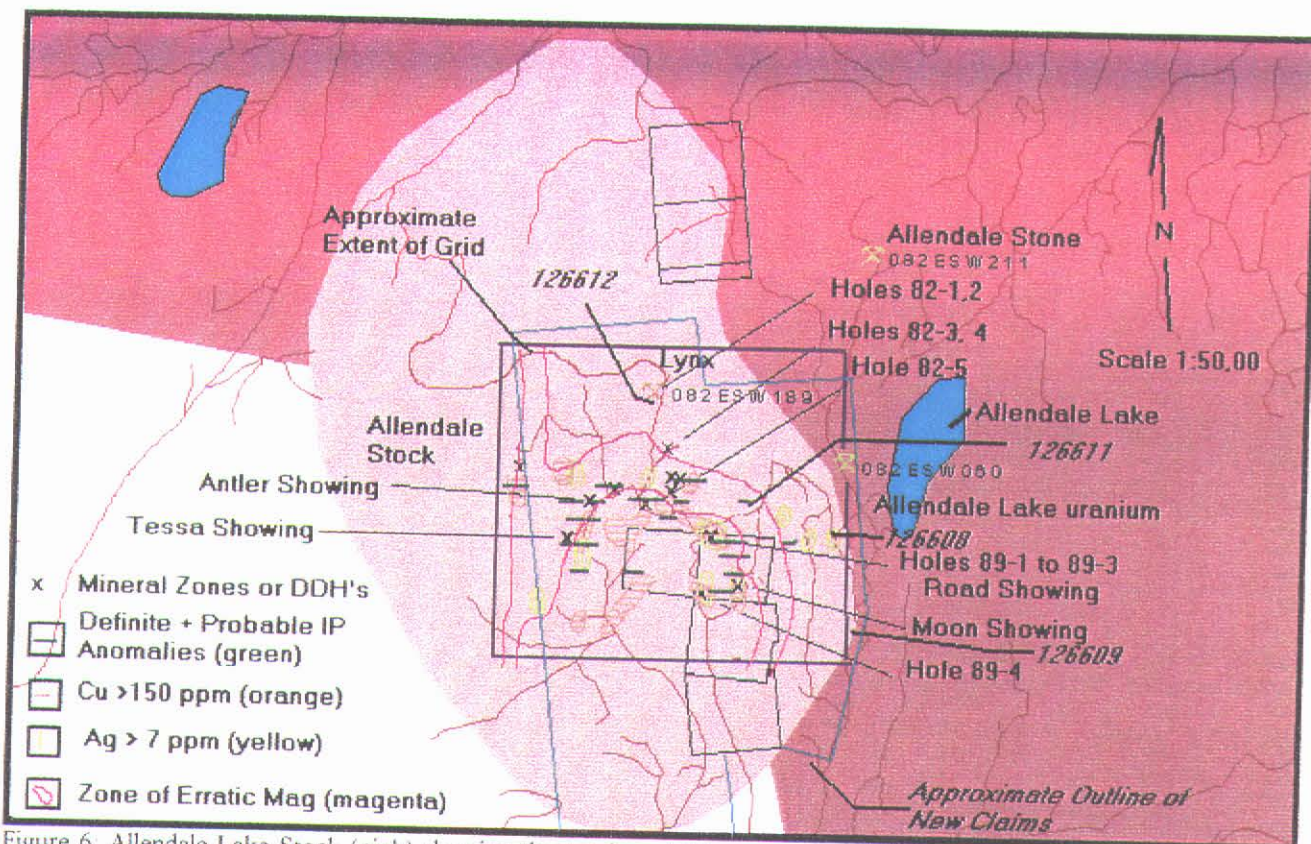 Approximate
Extent of Grid
126612
Allendale Stone
082ESW211
N
Holes 82-1,2
Holes 82-3, 4
Scale 1:50,00
Lynx
Hole 82-5
082ESW189
Allendale Lake
Allendale
Stock
126611
082ESW060
Antler Showing
Allendale Lake uranium
Tessa Showing
126608
Holes 89-1 to 89-3
Road Showing
x Mineral Zones or DDH's
Definite + Probable IP
Anomalies (green)
Moon Showing
126609
Hole 89-4
Cu >150 ppm (orange)
Ag > 7 ppm (yellow)
Zone of Erratic Mag (magenta)
Approximate Outline of
New Claims
Figure 6: Allendale Lake Stock